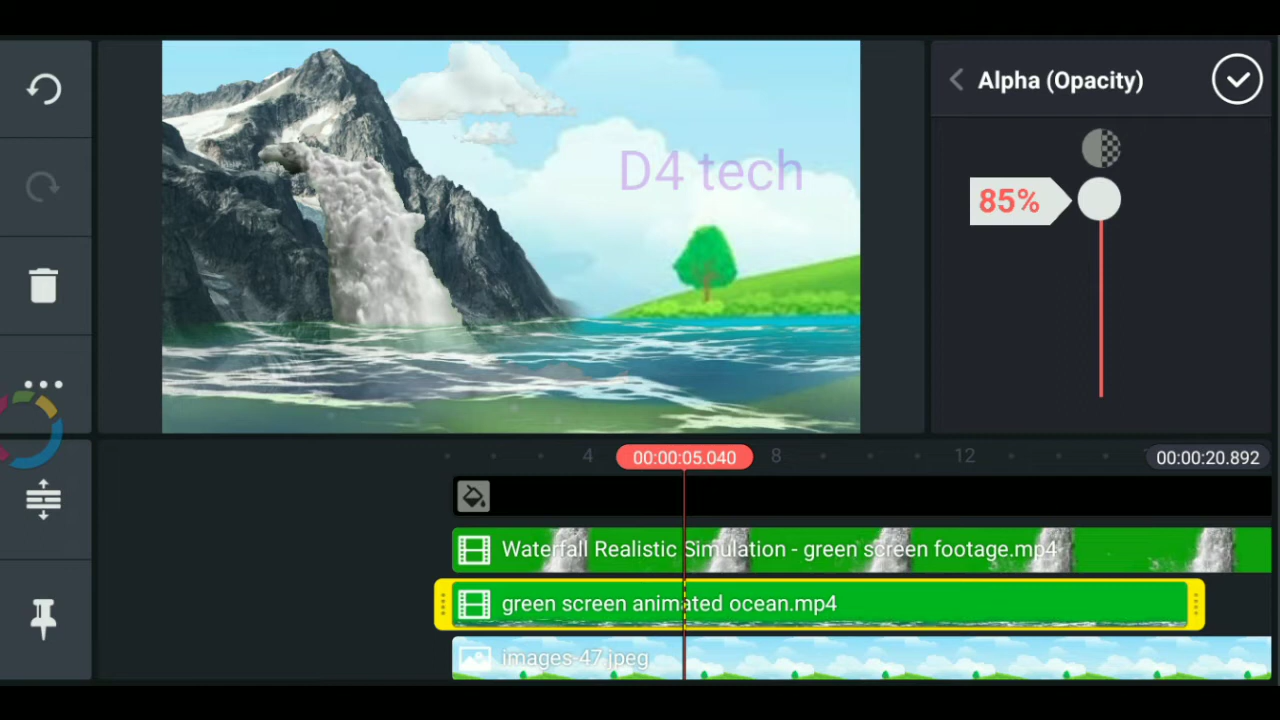 Alpha (Opacity)
D4 tech
85%
4
00:00:05.040
8
12
00:00:20.892
Waterfall Realistic Simulation - green screen footage.mp4
green screen animated ocean.mp4
images-47.jpeg